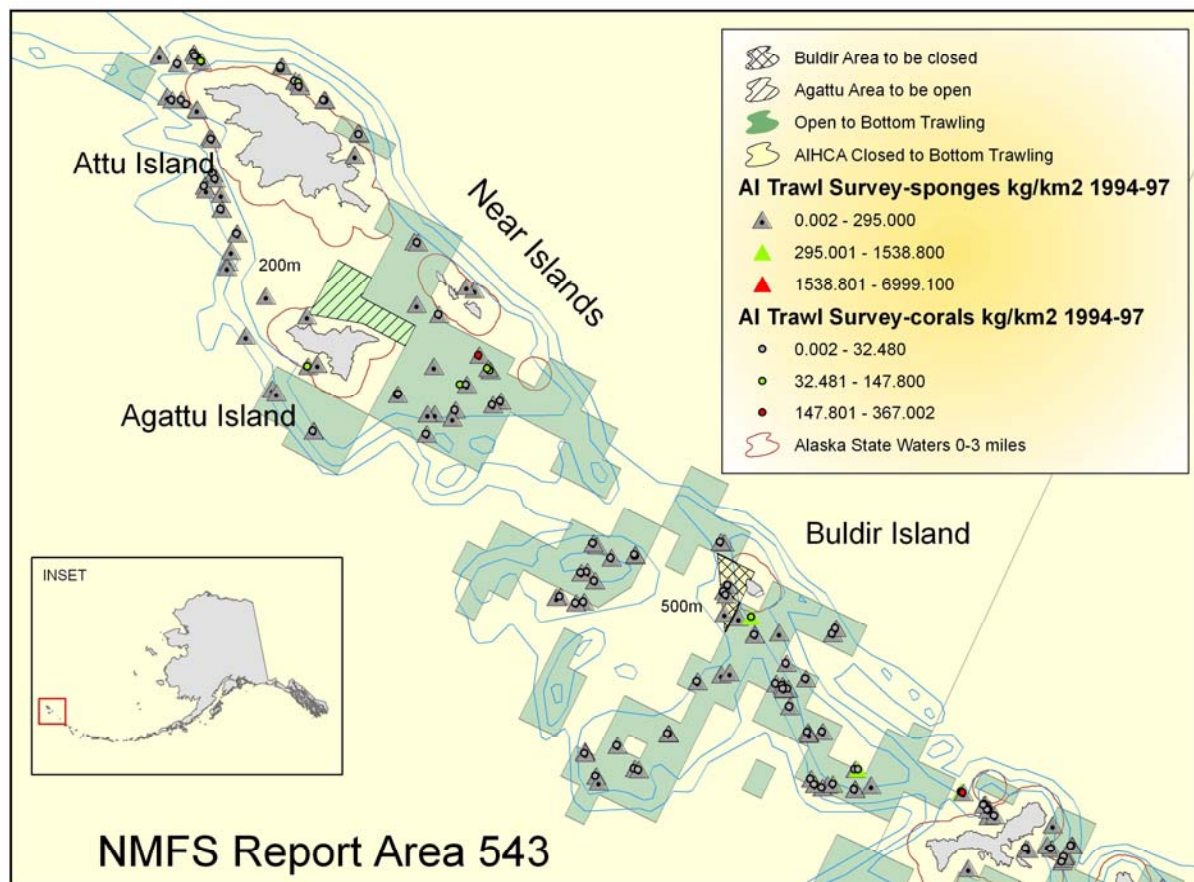 Attu Island
Near Islands
200m
Agattu Island
Buldir Island
500m
INSET
NMFS Report Area 543
Buldir Area to be closed
Agattu Area to be open
Open to Bottom Trawling
AIHCA Closed to Bottom Trawling
AI Trawl Survey-sponges kg/km2 1994-97
0.002 - 295.000
295.001 - 1538.800
1538.801 - 6999.100
AI Trawl Survey-corals kg/km2 1994-97
0.002 - 32.480
32.481 - 147.800
147.801 - 367.002
Alaska State Waters 0-3 miles